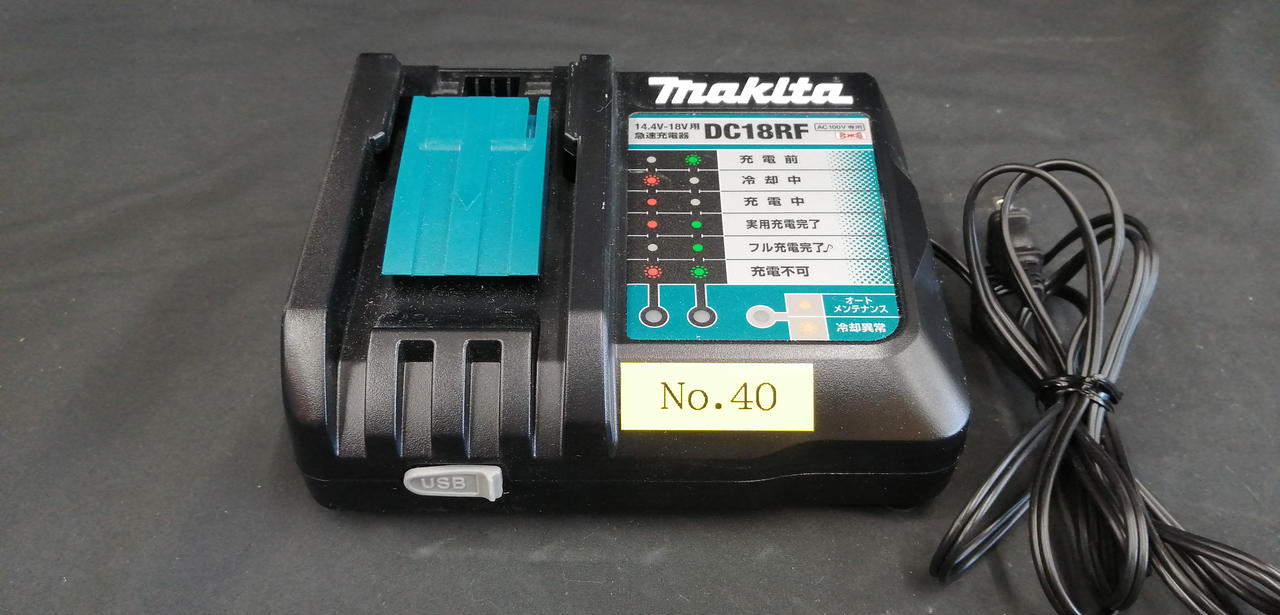 makita
14.4V-18V用
急速充電器
DC18RF
AC100V専用
充電前
冷却中
充電中
実用充電完了
フル充電完了♪
充電不可
オート
メンテナンス
冷却異常
No.40
USB